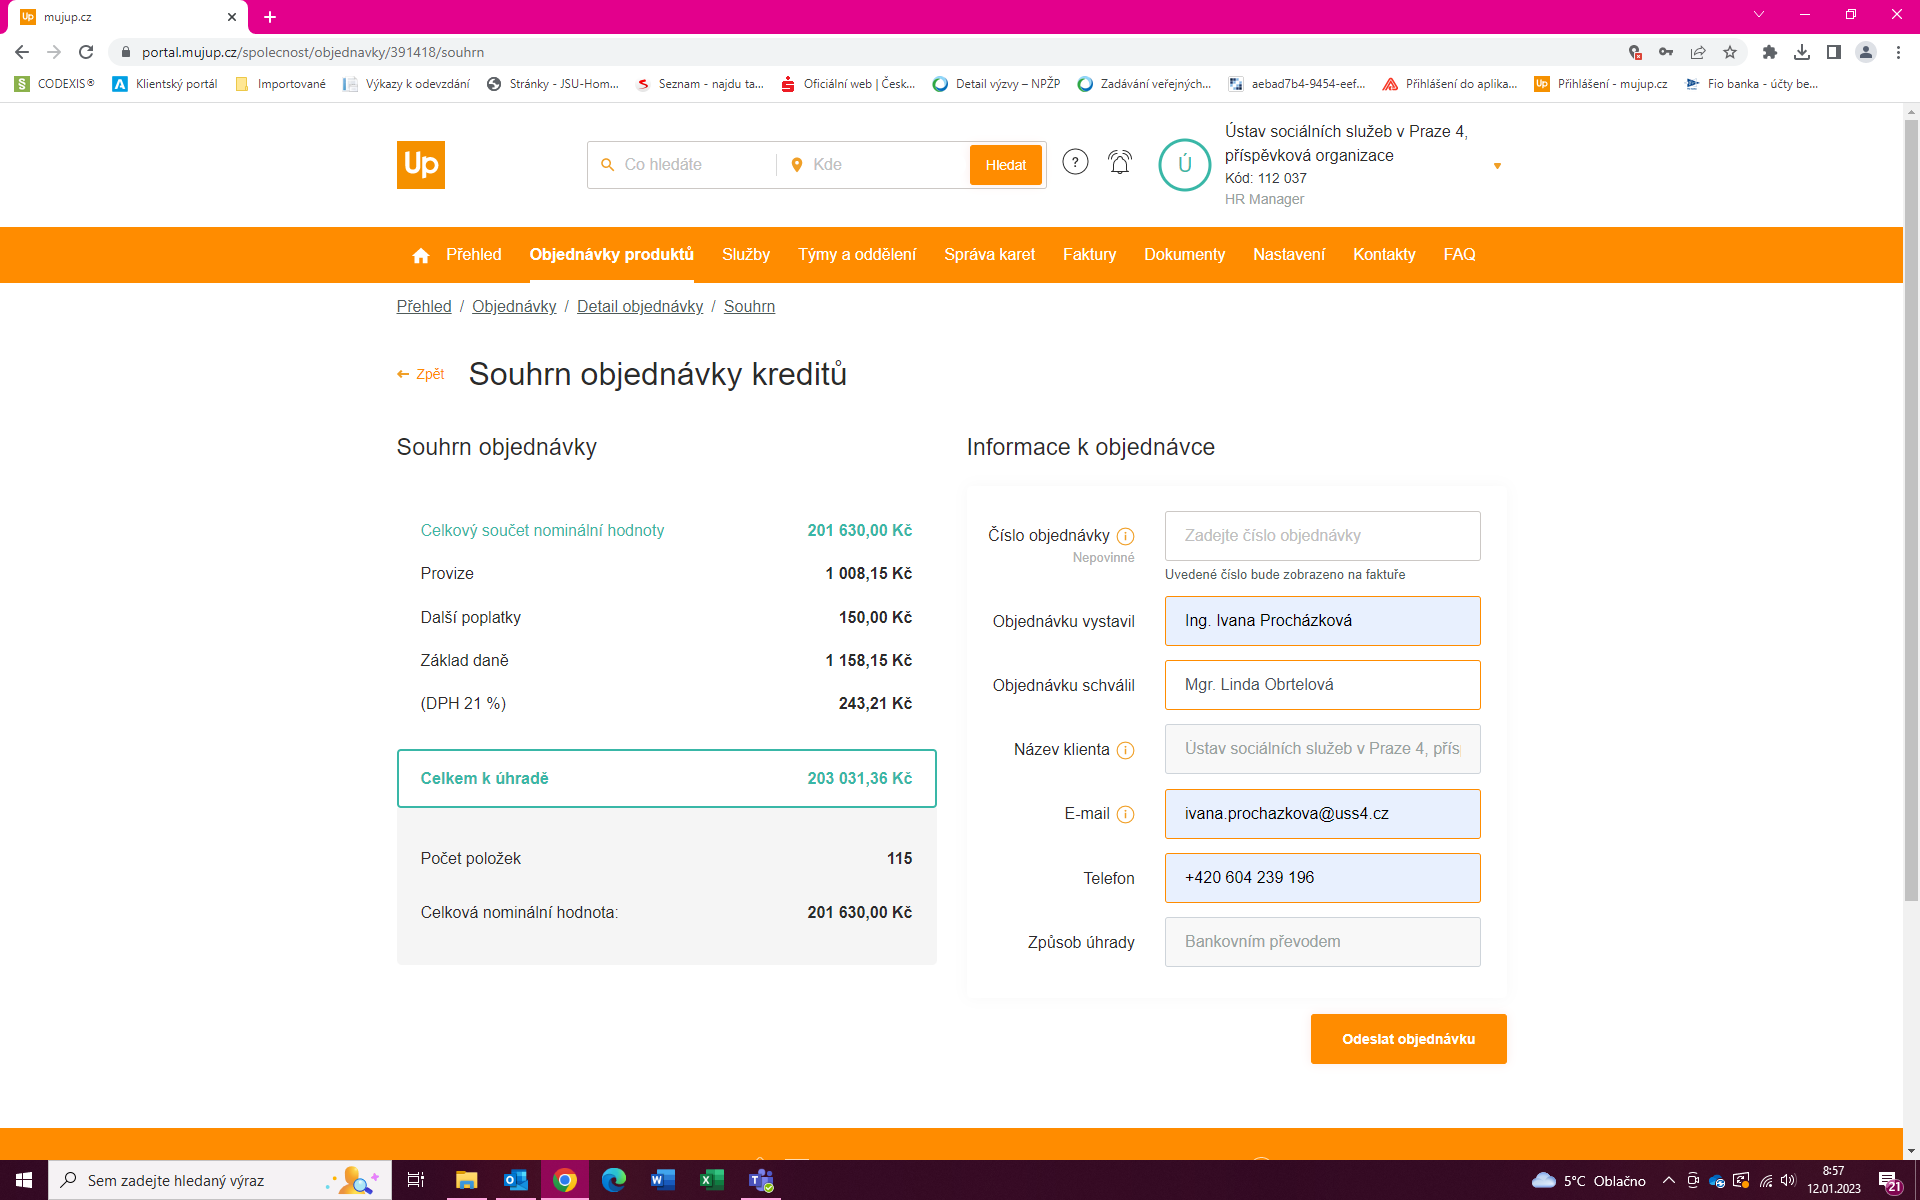 mujup.cz
portal.mujup.cz/spolecnost/objednavky/391418/souhrn
CODEXIS®
Klientský portál
Importované
Výkazy k odevzdání
Stránky - JSU-Hom...
Seznam - najdu ta...
Oficiální web | Česk...
Detail výzvy – NPŽP
Zadávání veřejných...
aebad7b4-9454-eef...
Přihlášení do aplika...
Přihlášení - mujup.cz
Fio banka - účty be...
Up
Co hledáte
Kde
Hledat
?
Ú
Ústav sociálních služeb v Praze 4,
příspěvková organizace
Kód: 112 037
HR Manager
Přehled
Objednávky produktů
Služby
Týmy a oddělení
Správa karet
Faktury
Dokumenty
Nastavení
Kontakty
FAQ
Přehled / Objednávky / Detail objednávky / Souhrn
Zpět
Souhrn objednávky kreditů
Souhrn objednávky
Celkový součet nominální hodnoty 201 630,00 Kč
Provize 1 008,15 Kč
Další poplatky 150,00 Kč
Základ daně 1 158,15 Kč
(DPH 21 %) 243,21 Kč
Celkem k úhradě 203 031,36 Kč
Počet položek 115
Celková nominální hodnota: 201 630,00 Kč
Informace k objednávce
Číslo objednávky Zadejte číslo objednávky
Nepovinné
Uvedené číslo bude zobrazeno na faktuře
Objednávku vystavil Ing. Ivana Procházková
Objednávku schválil Mgr. Linda Obrtelová
Název klienta Ústav sociálních služeb v Praze 4, přís
E-mail ivana.prochazkova@uss4.cz
Telefon +420 604 239 196
Způsob úhrady Bankovním převodem
Odeslat objednávku
Sem zadejte hledaný výraz
5°C Oblačno
8:57
12.01.2023
21